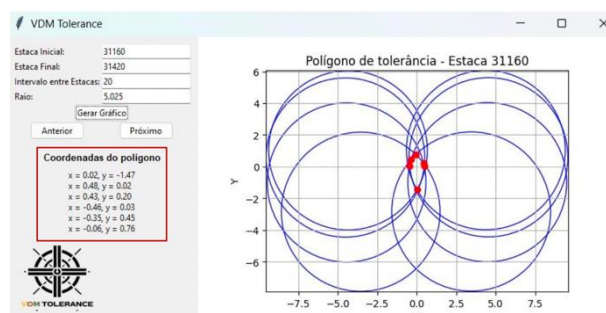 VDM Tolerance
Estaca Inicial: 31160
Estaca Final: 31420
Intervalo entre Estacas: 20
Raio: 5.025
Gerar Gráfico
Anterior Próximo
Coordenadas do polígono
x = 0.02, y = -1.47
x = 0.48, y = 0.02
x = 0.43, y = 0.20
x = -0.46, y = 0.03
x = -0.35, y = 0.45
x = -0.06, y = 0.76
VDM TOLERANCE
Polígono de tolerância - Estaca 31160
6
4
2
0
−2
−4
−6
Y
−7.5 −5.0 −2.5 0.0 2.5 5.0 7.5